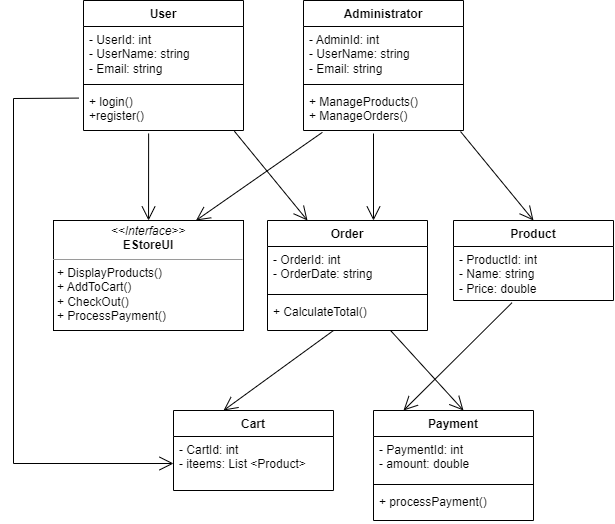 User
- UserId: int
- UserName: string
- Email: string
+ login()
+register()
Administrator
- AdminId: int
- UserName: string
- Email: string
+ ManageProducts()
+ ManageOrders()
<<Interface>>
EStoreUI
+ DisplayProducts()
+ AddToCart()
+ CheckOut()
+ ProcessPayment()
Order
- OrderId: int
- OrderDate: string
+ CalculateTotal()
Product
- ProductId: int
- Name: string
- Price: double
Cart
- CartId: int
- iteems: List <Product>
Payment
- PaymentId: int
- amount: double
+ processPayment()